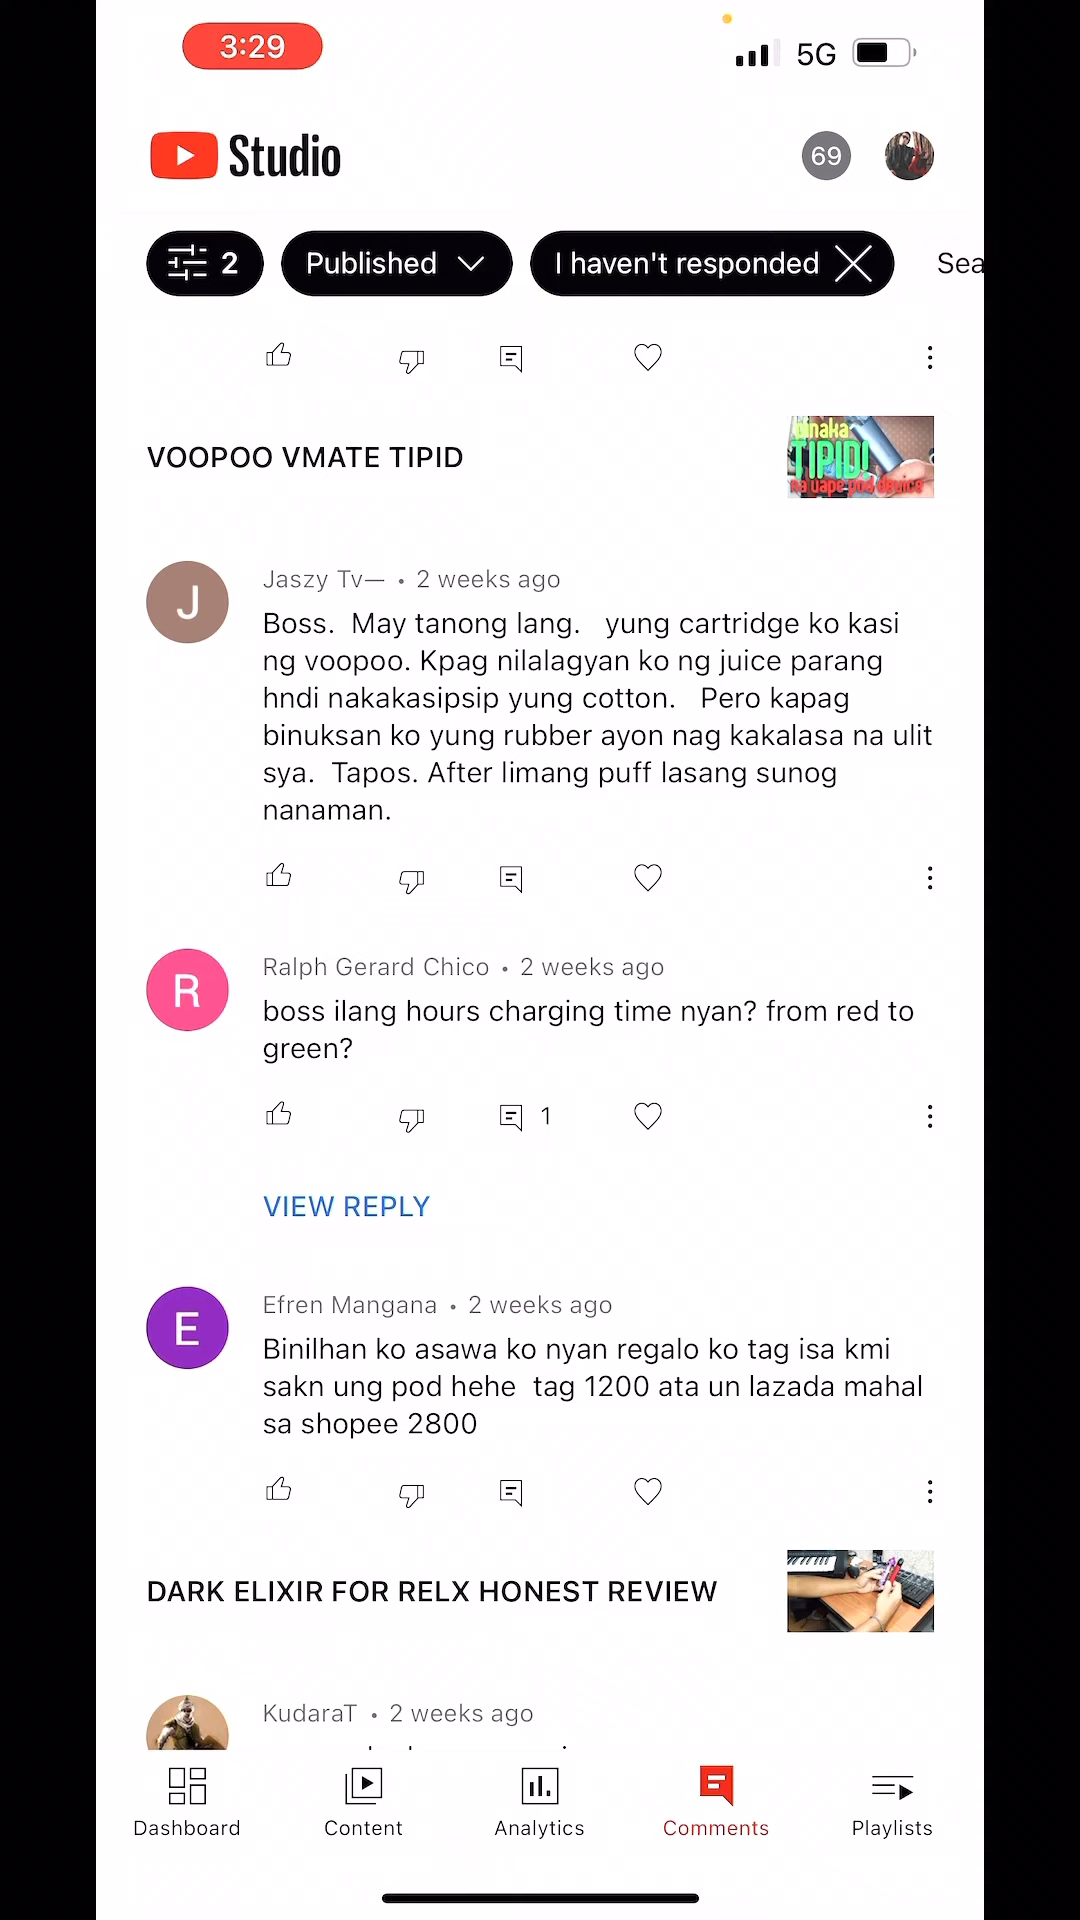 3:29
5G
Studio
69
2
Published
I haven't responded
Sea
VOOPOO VMATE TIPID
pinaka
TIPID!
na vape pod device
J
Jaszy Tv— • 2 weeks ago
Boss.  May tanong lang.   yung cartridge ko kasi
ng voopoo. Kpag nilalagyan ko ng juice parang
hndi nakakasipsip yung cotton.   Pero kapag
binuksan ko yung rubber ayon nag kakalasa na ulit
sya.  Tapos. After limang puff lasang sunog
nanaman.
R
Ralph Gerard Chico • 2 weeks ago
boss ilang hours charging time nyan? from red to
green?
1
VIEW REPLY
E
Efren Mangana • 2 weeks ago
Binilhan ko asawa ko nyan regalo ko tag isa kmi
sakn ung pod hehe  tag 1200 ata un lazada mahal
sa shopee 2800
DARK ELIXIR FOR RELX HONEST REVIEW
KudaraT • 2 weeks ago
Dashboard
Content
Analytics
Comments
Playlists